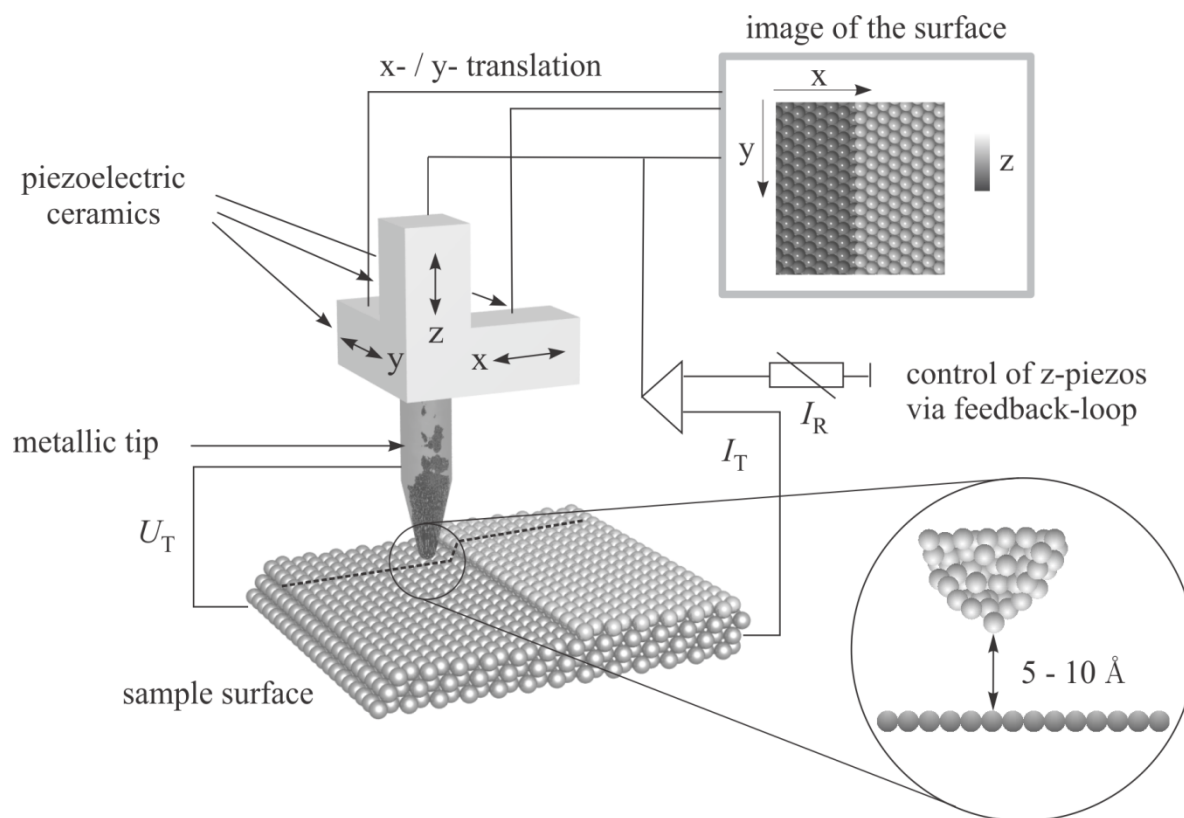 image of the surface
x- / y- translation
x
y
z
piezoelectric
ceramics
z
y
x
control of z-piezos
via feedback-loop
I_R
metallic tip
I_T
U_T
5 - 10 Å
sample surface